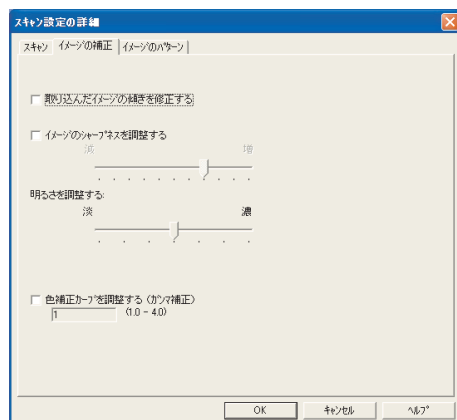 スキャン設定の詳細
スキャン イメージの補正 イメージのパターン
取り込んだイメージの傾きを修正する
イメージのシャープネスを調整する
減 増
明るさを調整する:
淡 濃
色補正カーブを調整する (ガンマ補正)
1 (1.0 - 4.0)
OK キャンセル ヘルプ